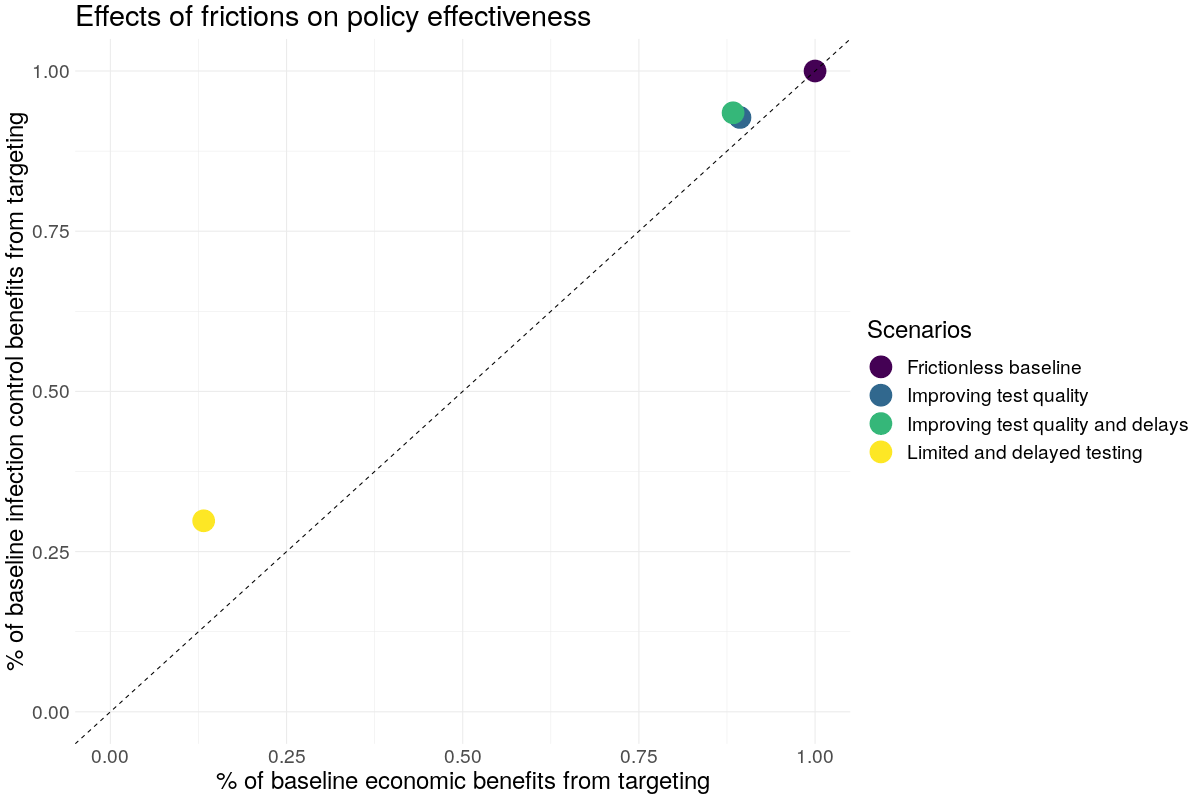 Effects of frictions on policy effectiveness
% of baseline infection control benefits from targeting
1.00
0.75
0.50
0.25
0.00
0.00
0.25
0.50
0.75
1.00
% of baseline economic benefits from targeting
Scenarios
Frictionless baseline
Improving test quality
Improving test quality and delays
Limited and delayed testing